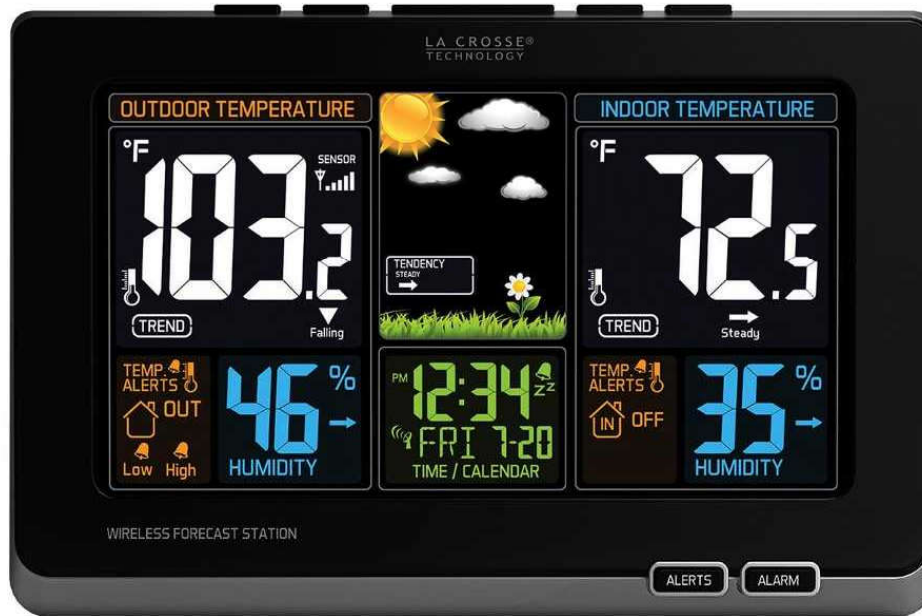 LA CROSSE®
TECHNOLOGY
OUTDOOR TEMPERATURE
°F
103.2
SENSOR
TREND
Falling
TENDENCY
STEADY
INDOOR TEMPERATURE
°F
72.5
TREND
Steady
TEMP.
ALERTS
OUT
Low High
46 %
HUMIDITY
PM 12:34 ZZ
FRI 7-20
TIME / CALENDAR
TEMP.
ALERTS
IN OFF
35 %
HUMIDITY
WIRELESS FORECAST STATION
ALERTS ALARM